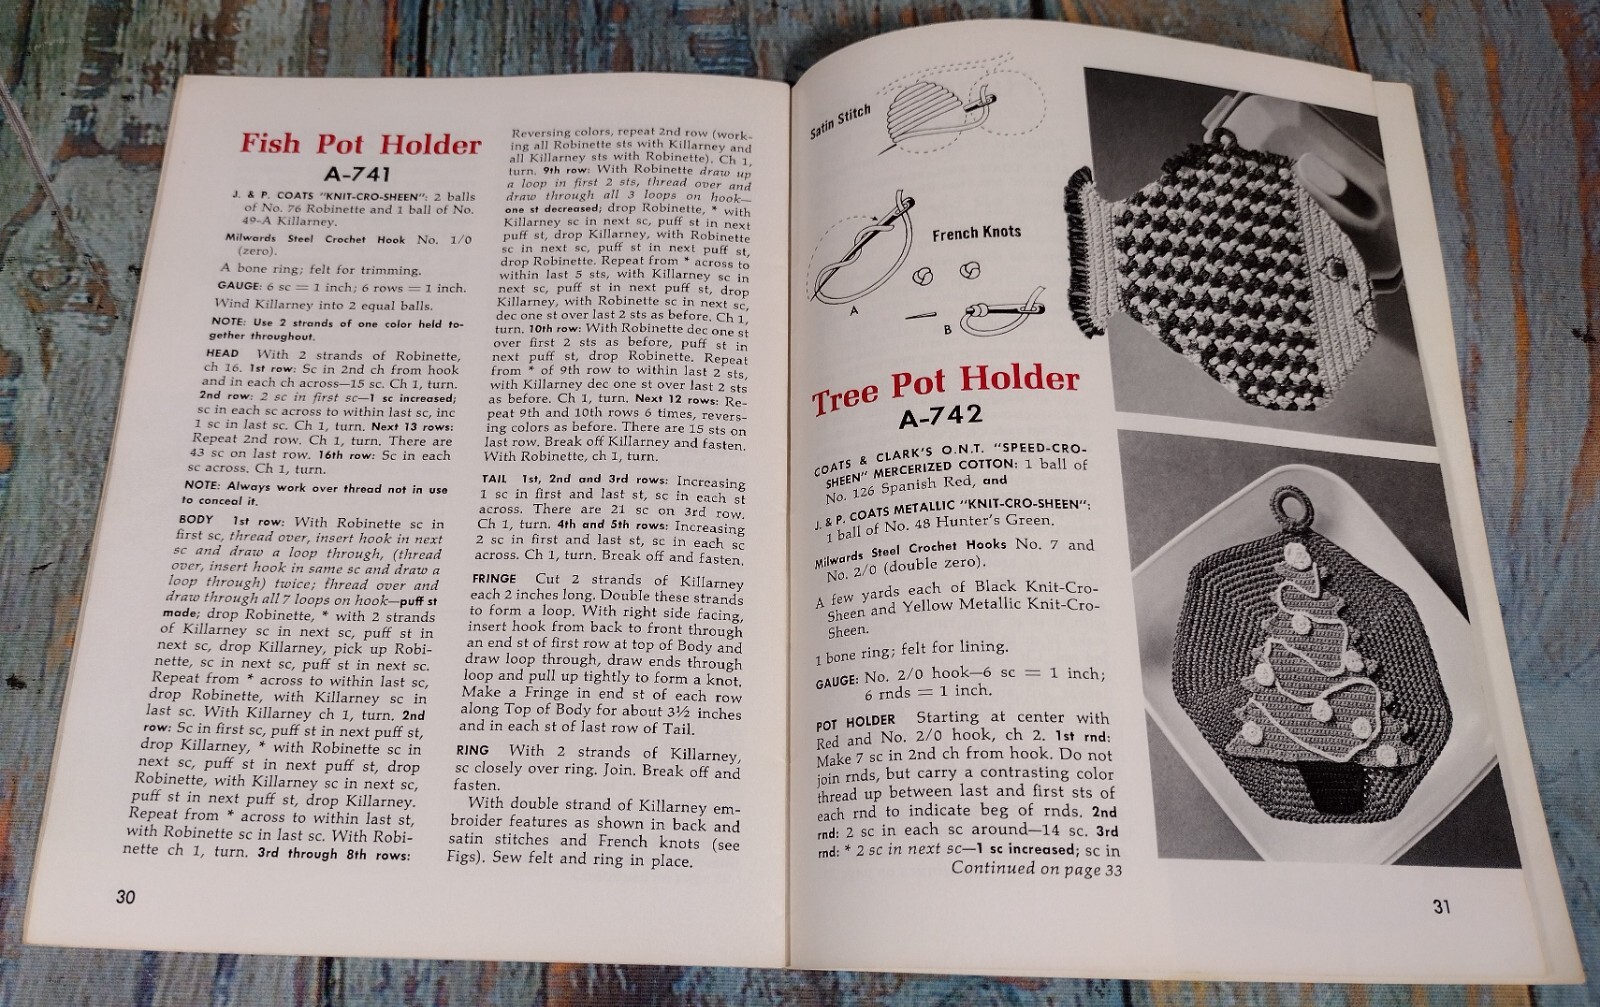 Fish Pot Holder
A-741
J. & P. COATS "KNIT-CRO-SHEEN": 2 balls
of No. 76 Robinette and 1 ball of No.
49-A Killarney.
Milwards Steel Crochet Hook No. 1/0
(zero).
A bone ring; felt for trimming.
GAUGE: 6 sc = 1 inch; 6 rows = 1 inch.
Wind Killarney into 2 equal balls.
NOTE: Use 2 strands of one color held to-
gether throughout.
HEAD With 2 strands of Robinette,
ch 16. 1st row: Sc in 2nd ch from hook
and in each ch across—15 sc. Ch 1, turn.
2nd row: 2 sc in first sc—1 sc increased;
sc in each sc across to within last sc, inc
1 sc in last sc. Ch 1, turn. Next 13 rows:
Repeat 2nd row. Ch 1, turn. There are
43 sc on last row. 16th row: Sc in each
sc across. Ch 1, turn.
NOTE: Always work over thread not in use
to conceal it.
BODY 1st row: With Robinette sc in
first sc, thread over, insert hook in next
sc and draw a loop through, (thread
over, insert hook in same sc and draw a
loop through) twice; thread over and
draw through all 7 loops on hook—puff st
made; drop Robinette, * with 2 strands
of Killarney sc in next sc, puff st in
next sc, drop Killarney, pick up Robi-
nette, sc in next sc, puff st in next sc.
Repeat from * across to within last sc,
drop Robinette, with Killarney sc in
last sc. With Killarney ch 1, turn. 2nd
row: Sc in first sc, puff st in next puff st,
drop Killarney, * with Robinette sc in
next sc, puff st in next puff st, drop
Robinette, with Killarney sc in next sc,
puff st in next puff st, drop Killarney.
Repeat from * across to within last st,
with Robinette sc in last sc. With Robi-
nette ch 1, turn. 3rd through 8th rows:
30
Reversing colors, repeat 2nd row (work-
ing all Robinette sts with Killarney and
all Killarney sts with Robinette). Ch 1,
turn. 9th row: With Robinette draw up
a loop in first 2 sts, thread over and
draw through all 3 loops on hook—
one st decreased; drop Robinette, * with
Killarney sc in next sc, puff st in next
puff st, drop Killarney, with Robinette
sc in next sc, puff st in next puff st,
drop Robinette. Repeat from * across to
within last 5 sts, with Killarney sc in
next sc, puff st in next puff st, drop
Killarney, with Robinette sc in next sc,
dec one st over last 2 sts as before. Ch 1,
turn. 10th row: With Robinette dec one st
over first 2 sts as before, puff st in
next puff st, drop Robinette. Repeat
from * of 9th row to within last 2 sts,
with Killarney dec one st over last 2 sts
as before. Ch 1, turn. Next 12 rows: Re-
peat 9th and 10th rows 6 times, revers-
ing colors as before. There are 15 sts on
last row. Break off Killarney and fasten.
With Robinette, ch 1, turn.
TAIL 1st, 2nd and 3rd rows: Increasing
1 sc in first and last st, sc in each st
across. There are 21 sc on 3rd row.
Ch 1, turn. 4th and 5th rows: Increasing
2 sc in first and last st, sc in each sc
across. Ch 1, turn. Break off and fasten.
FRINGE Cut 2 strands of Killarney
each 2 inches long. Double these strands
to form a loop. With right side facing,
insert hook from back to front through
an end st of first row at top of Body and
draw loop through, draw ends through
loop and pull up tightly to form a knot.
Make a Fringe in end st of each row
along Top of Body for about 3½ inches
and in each st of last row of Tail.
RING With 2 strands of Killarney,
sc closely over ring. Join. Break off and
fasten.
With double strand of Killarney em-
broider features as shown in back and
satin stitches and French knots (see
Figs). Sew felt and ring in place.
Satin Stitch
French Knots
A
B
Tree Pot Holder
A-742
COATS & CLARK'S O.N.T. "SPEED-CRO-
SHEEN" MERCERIZED COTTON: 1 ball of
No. 126 Spanish Red, and
J. & P. COATS METALLIC "KNIT-CRO-SHEEN":
1 ball of No. 48 Hunter's Green.
Milwards Steel Crochet Hooks No. 7 and
No. 2/0 (double zero).
A few yards each of Black Knit-Cro-
Sheen and Yellow Metallic Knit-Cro-
Sheen.
1 bone ring; felt for lining.
GAUGE: No. 2/0 hook—6 sc = 1 inch;
6 rnds = 1 inch.
POT HOLDER Starting at center with
Red and No. 2/0 hook, ch 2. 1st rnd:
Make 7 sc in 2nd ch from hook. Do not
join rnds, but carry a contrasting color
thread up between last and first sts of
each rnd to indicate beg of rnds. 2nd
rnd: 2 sc in each sc around—14 sc. 3rd
rnd: * 2 sc in next sc—1 sc increased; sc in
Continued on page 33
31